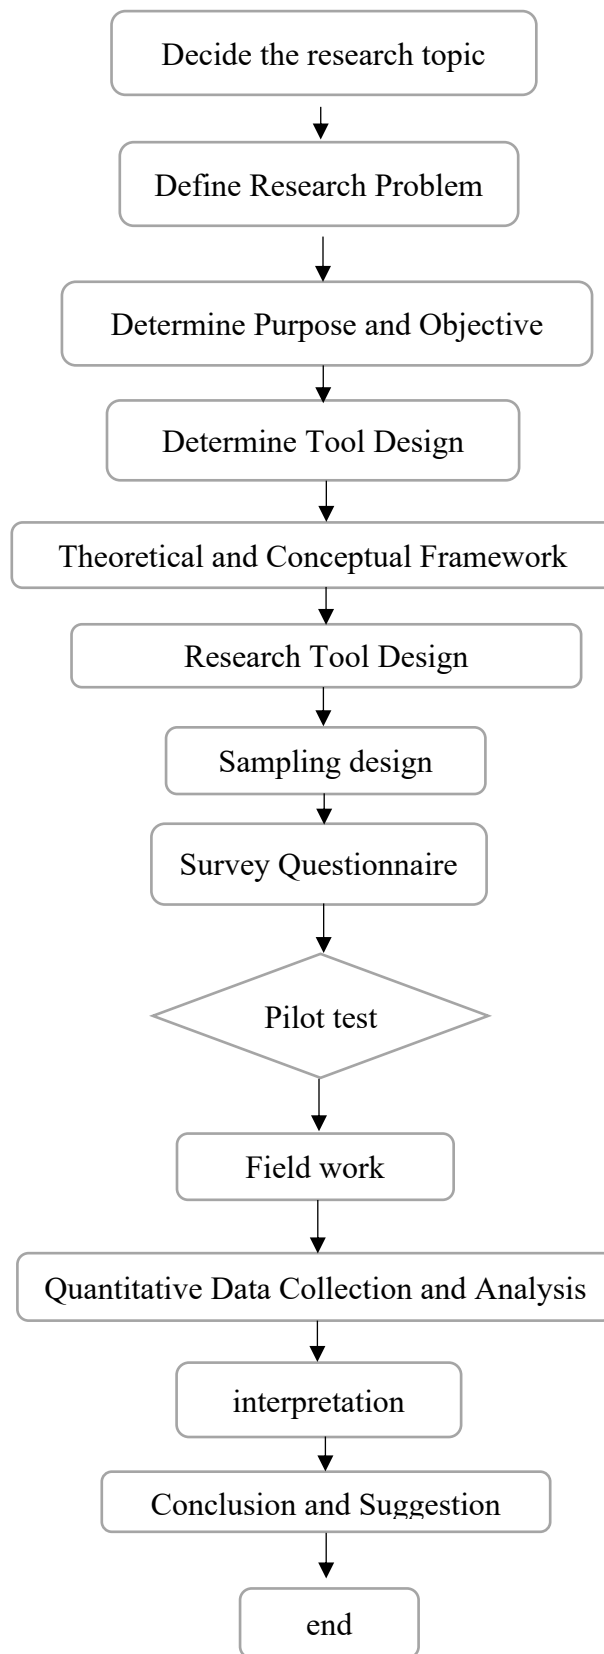 Decide the research topic
Define Research Problem
Determine Purpose and Objective
Determine Tool Design
Theoretical and Conceptual Framework
Research Tool Design
Sampling design
Survey Questionnaire
Pilot test
Field work
Quantitative Data Collection and Analysis
interpretation
Conclusion and Suggestion
end